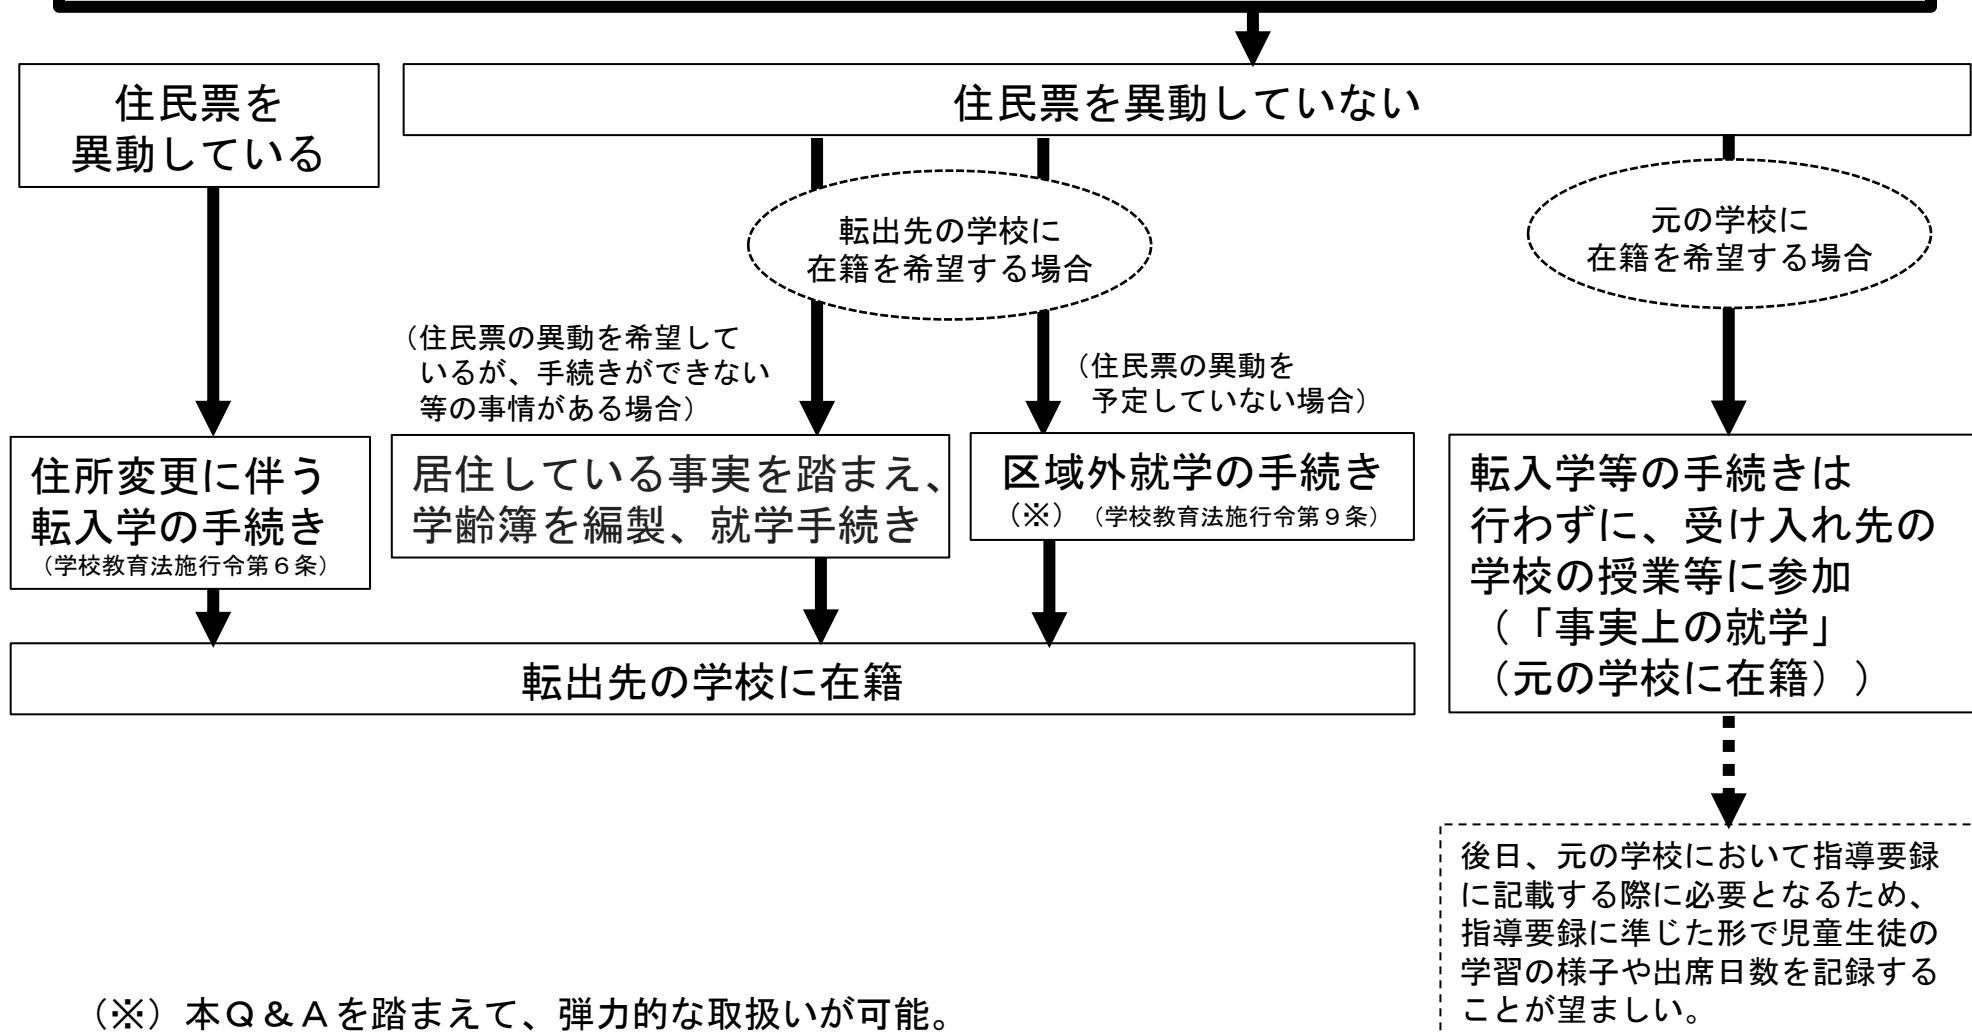 住民票を
異動している
住民票を異動していない
転出先の学校に
在籍を希望する場合
元の学校に
在籍を希望する場合
（住民票の異動を希望して
いるが、手続きができない
等の事情がある場合）
（住民票の異動を
予定していない場合）
住所変更に伴う
転入学の手続き
（学校教育法施行令第６条）
居住している事実を踏まえ、
学齢簿を編製、就学手続き
区域外就学の手続き
（※）（学校教育法施行令第９条）
転入学等の手続きは
行わずに、受け入れ先の
学校の授業等に参加
（「事実上の就学」
（元の学校に在籍））
転出先の学校に在籍
後日、元の学校において指導要録
に記載する際に必要となるため、
指導要録に準じた形で児童生徒の
学習の様子や出席日数を記録する
ことが望ましい。
（※）本Ｑ＆Ａを踏まえて、弾力的な取扱いが可能。